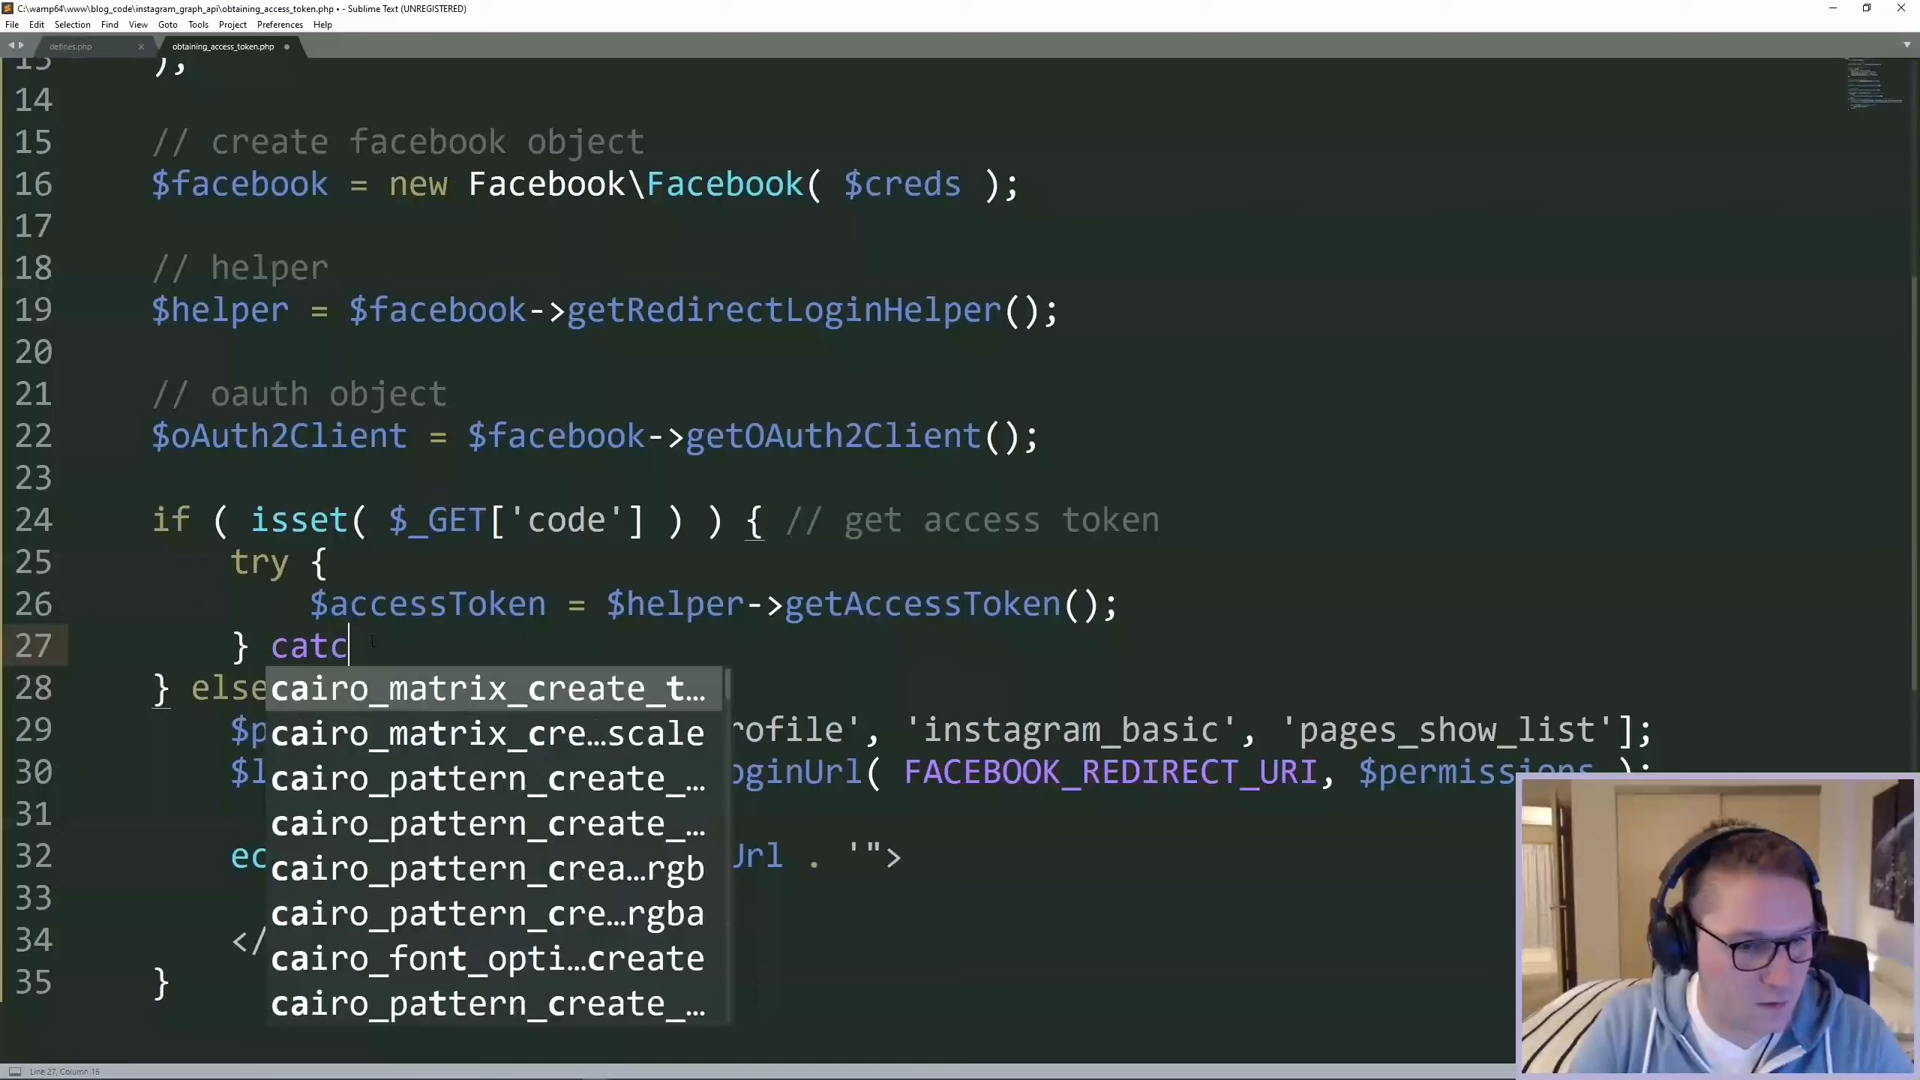 C:\wamp64\www\blog_code\instagram_graph_api\obtaining_access_token.php • - Sublime Text (UNREGISTERED)
File Edit Selection Find View Goto Tools Project Preferences Help
defines.php × obtaining_access_token.php •
13 );
14
15 // create facebook object
16 $facebook = new Facebook\Facebook( $creds );
17
18 // helper
19 $helper = $facebook->getRedirectLoginHelper();
20
21 // oauth object
22 $oAuth2Client = $facebook->getOAuth2Client();
23
24 if ( isset( $_GET['code'] ) ) { // get access token
25 try {
26 $accessToken = $helper->getAccessToken();
27 } catc
28 } else
cairo_matrix_create_t…
cairo_matrix_cre…scale
cairo_pattern_create_…
cairo_pattern_create_…
cairo_pattern_crea…rgb
cairo_pattern_cre…rgba
cairo_font_opti…create
cairo_pattern_create_…
29 $p rofile', 'instagram_basic', 'pages_show_list'];
30 $l oginUrl( FACEBOOK_REDIRECT_URI, $permissions );
31
32 ec Url . '">
33
34 </
35 }
Line 27, Column 16